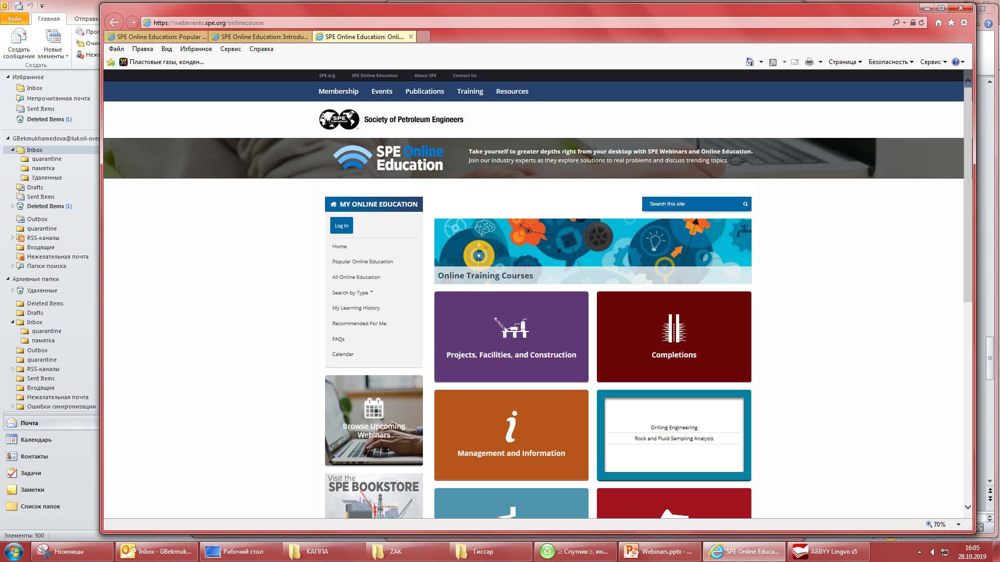 Файл
Главная
Отправка
Создать сообщение
Новые элементы
Создать
Избранное
Inbox
Непрочитанная почта
Sent Items
Deleted Items (1)
GBekmukhamedova@lukoil-over
Inbox
quarantine
памятка
Удаленные
Drafts
Sent Items
Deleted Items (1)
Outbox
quarantine
RSS-каналы
Входящие
Нежелательная почта
Папки поиска
Архивные папки
Удаленные
Deleted Items
Drafts
Inbox
quarantine
памятка
Outbox
quarantine
RSS-каналы
Sent Items
Входящие
Нежелательная почта
Ошибки синхронизации
Почта
Календарь
Контакты
Задачи
Заметки
Список папок
Элементы: 500
https://webevents.spe.org/onlinecourse
SPE Online Education: Popular ...
SPE Online Education: Introdu...
SPE Online Education: Onli...
Файл Правка Вид Избранное Сервис Справка
Пластовые газы, конден...
Страница Безопасность Сервис
SPE.org SPE Online Education About SPE Contact Us
Membership Events Publications Training Resources
SPE International
Society of Petroleum Engineers
SPE Online
Education
Take yourself to greater depths right from your desktop with SPE Webinars and Online Education.
Join our industry experts as they explore solutions to real problems and discuss trending topics.
MY ONLINE EDUCATION
Log In
Home
Popular Online Education
All Online Education
Search by Type
My Learning History
Recommended For Me
FAQs
Calendar
Browse Upcoming
Webinars
Visit the
SPE BOOKSTORE
Search this site
Online Training Courses
Projects, Facilities, and Construction
Completions
Management and Information
Drilling Engineering
Rock and Fluid Sampling Analysis
70%
Ножницы
Inbox - GBekmuk...
Рабочий стол
КАППА
ZAK
Гиссар
.:: Спутник ::. ин...
Webinars.pptx - ...
SPE Online Educa...
ABBYY Lingvo x5
16:05
28.10.2019